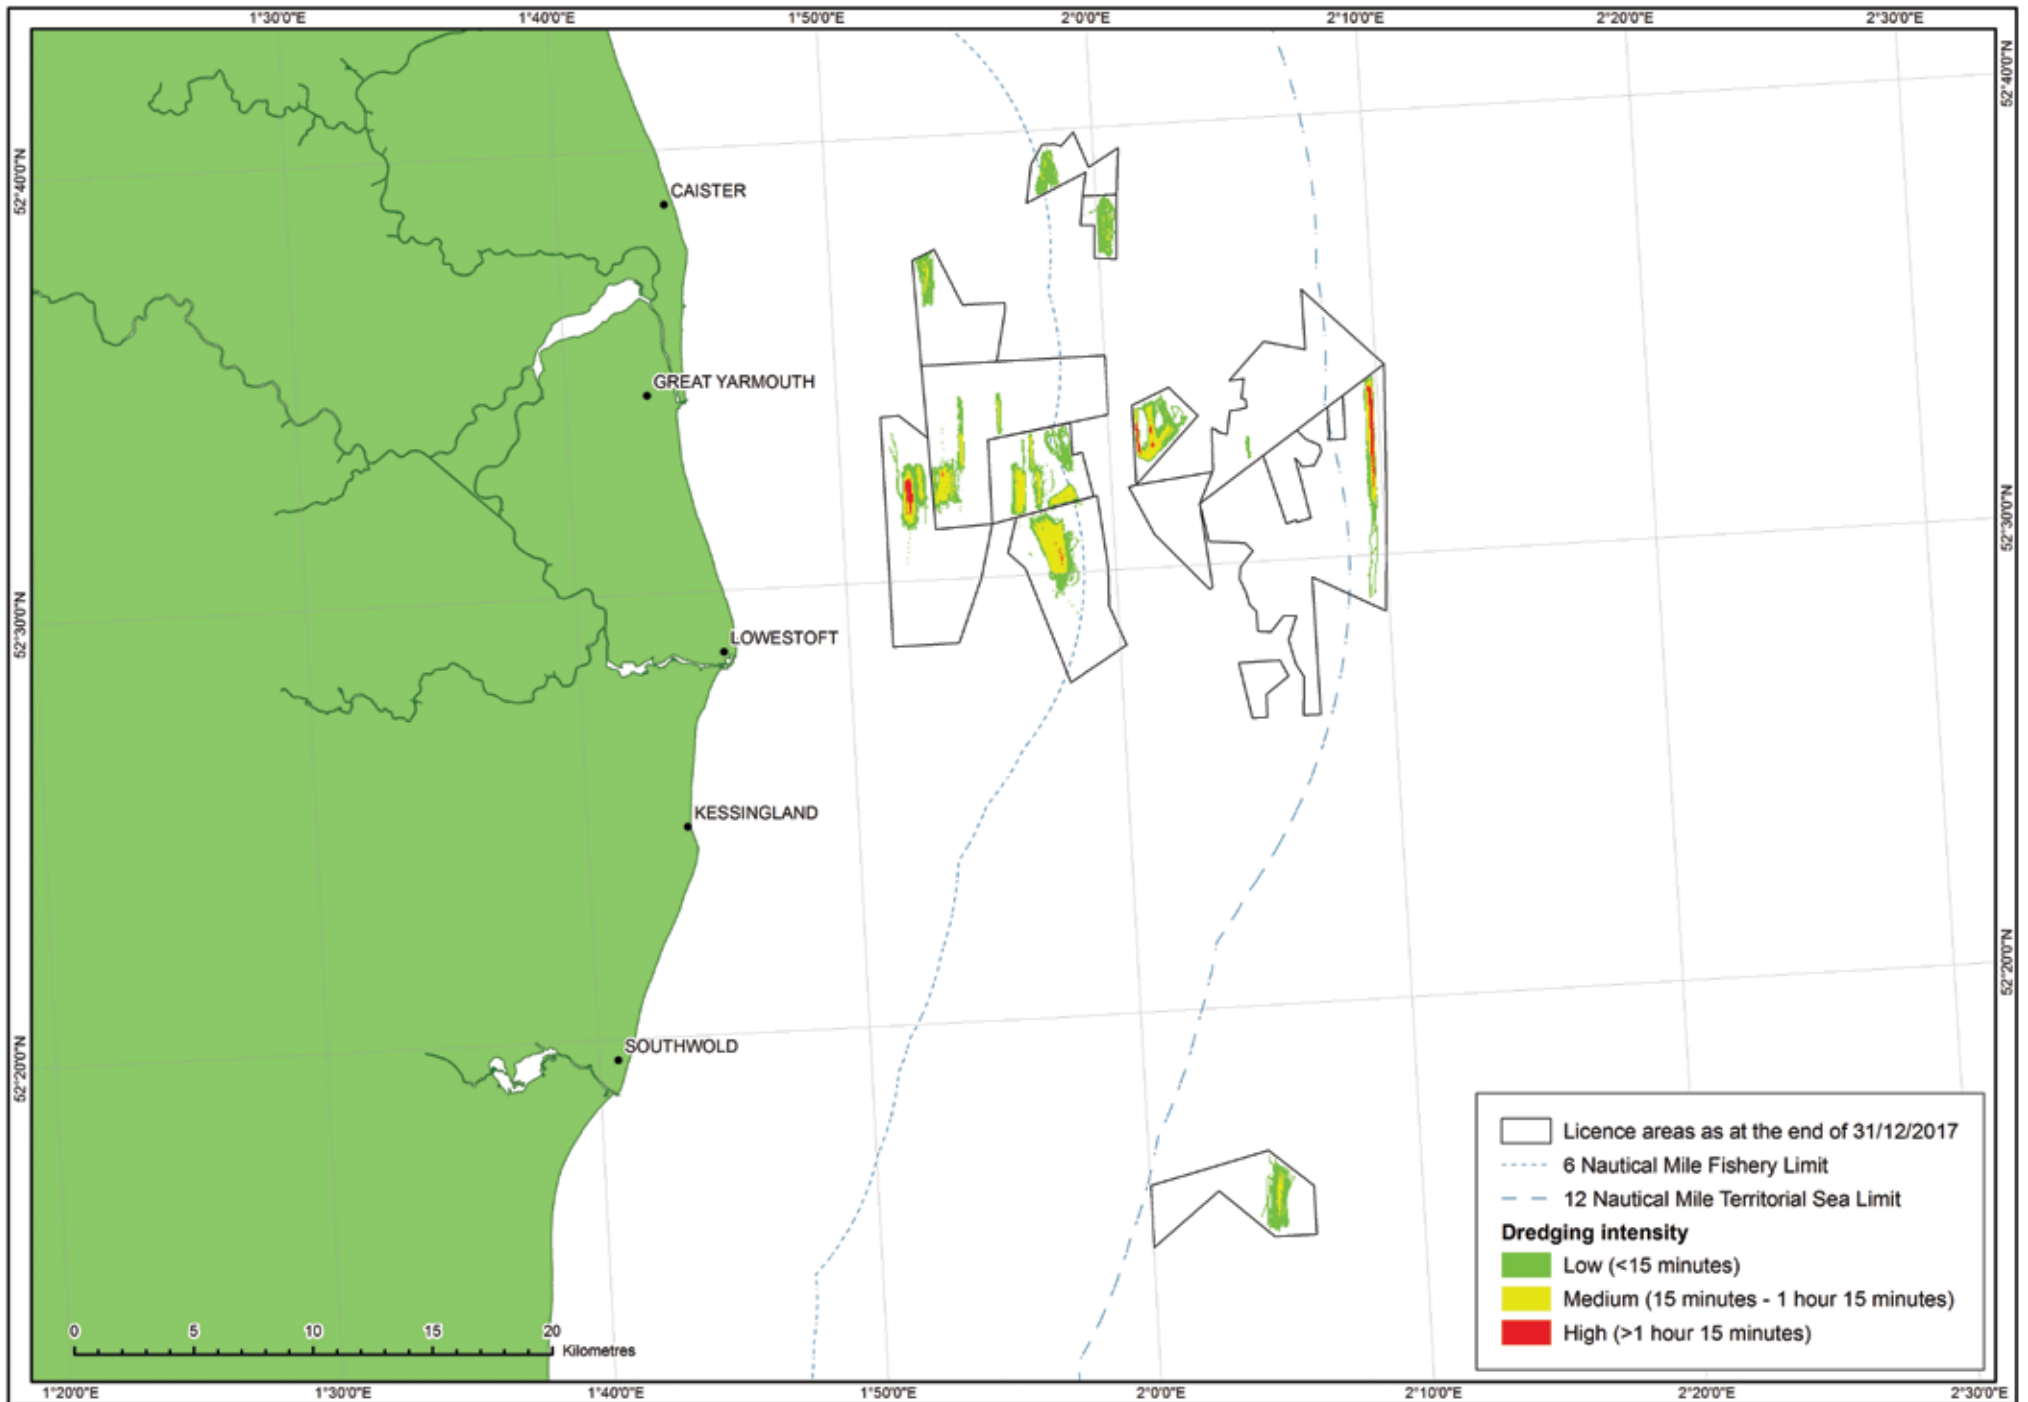 1°30'0"E 1°40'0"E 1°50'0"E 2°0'0"E 2°10'0"E 2°20'0"E 2°30'0"E
52°40'0"N
52°40'0"N
CAISTER
GREAT YARMOUTH
52°30'0"N
52°30'0"N
LOWESTOFT
KESSINGLAND
52°20'0"N
52°20'0"N
SOUTHWOLD
Licence areas as at the end of 31/12/2017
6 Nautical Mile Fishery Limit
12 Nautical Mile Territorial Sea Limit
Dredging intensity
Low (<15 minutes)
Medium (15 minutes - 1 hour 15 minutes)
High (>1 hour 15 minutes)
0 5 10 15 20
Kilometres
1°20'0"E 1°30'0"E 1°40'0"E 1°50'0"E 2°0'0"E 2°10'0"E 2°20'0"E 2°30'0"E